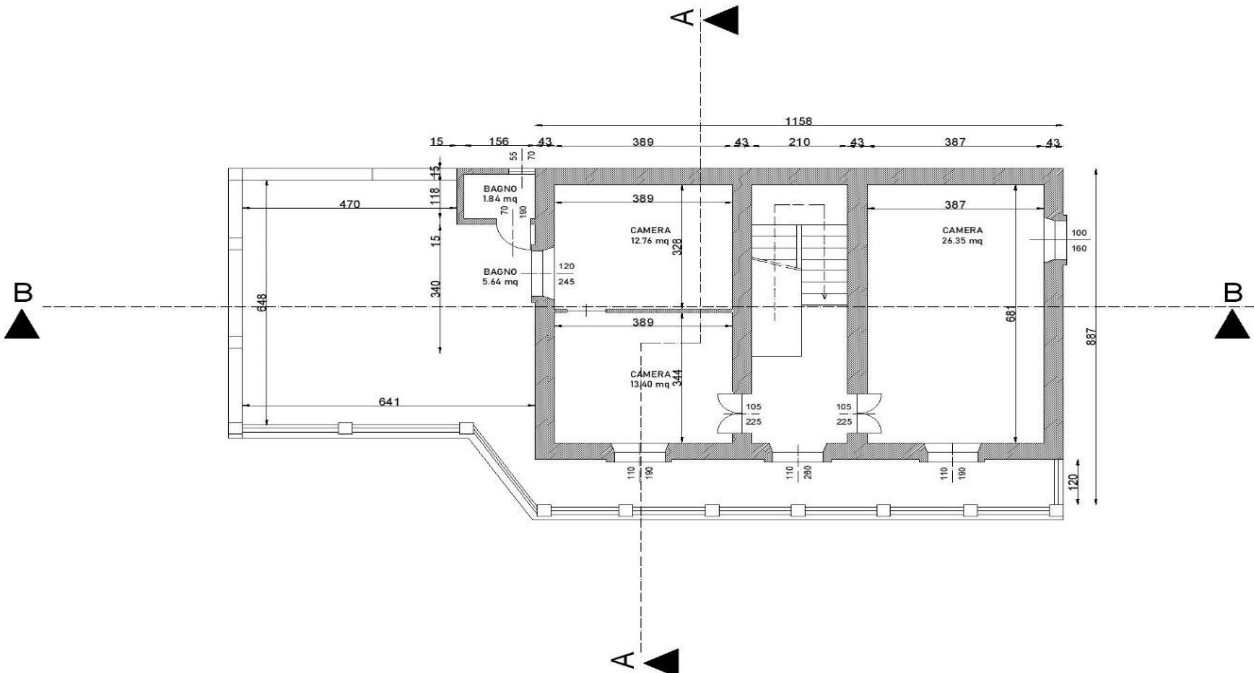 A
1158
15 156 43 389 43 210 43 387 43
55
70
15
118
BAGNO
1.84 mq
70
190
470
389
387
CAMERA
12.76 mq
CAMERA
26.35 mq
328
100
160
15
BAGNO
5.64 mq
120
245
340
B
B
648
681
887
389
CAMERA
13.40 mq
344
641
105
225
105
225
110
190
110
280
110
190
120
A